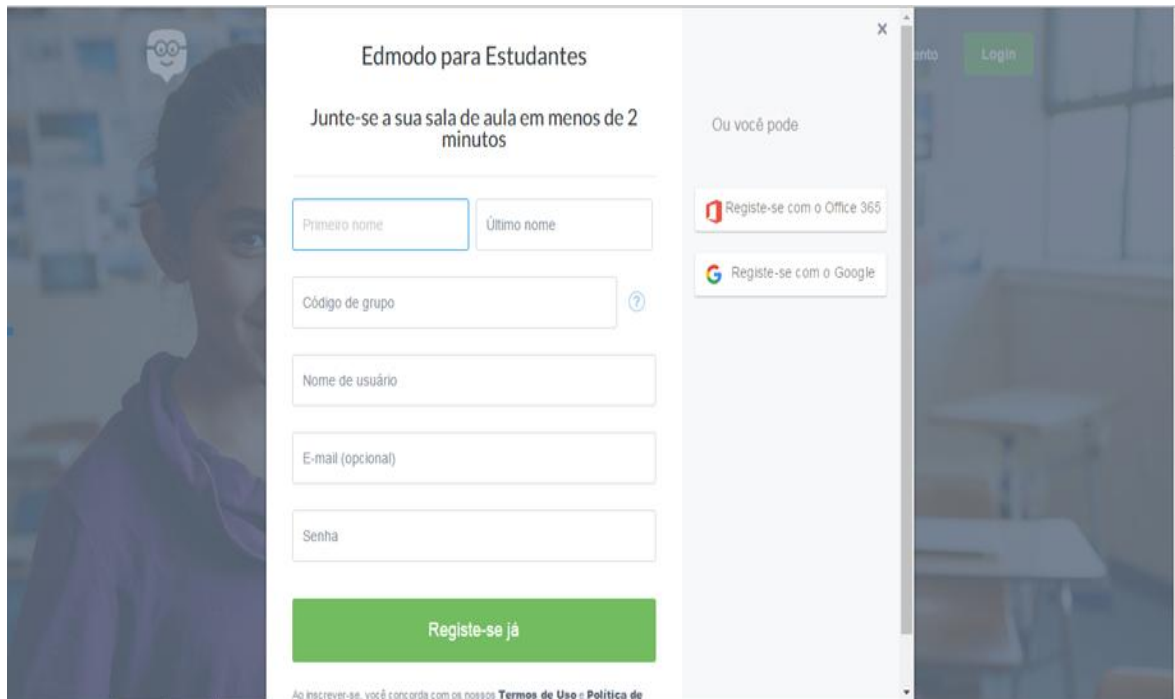 Edmodo para Estudantes
Junte-se a sua sala de aula em menos de 2
minutos
Primeiro nome
Último nome
Código de grupo
?
Nome de usuário
E-mail (opcional)
Senha
Registe-se já
Ao inscrever-se, você concorda com os nossos Termos de Uso e Política de
x
Ou você pode
Registe-se com o Office 365
Registe-se com o Google
Login